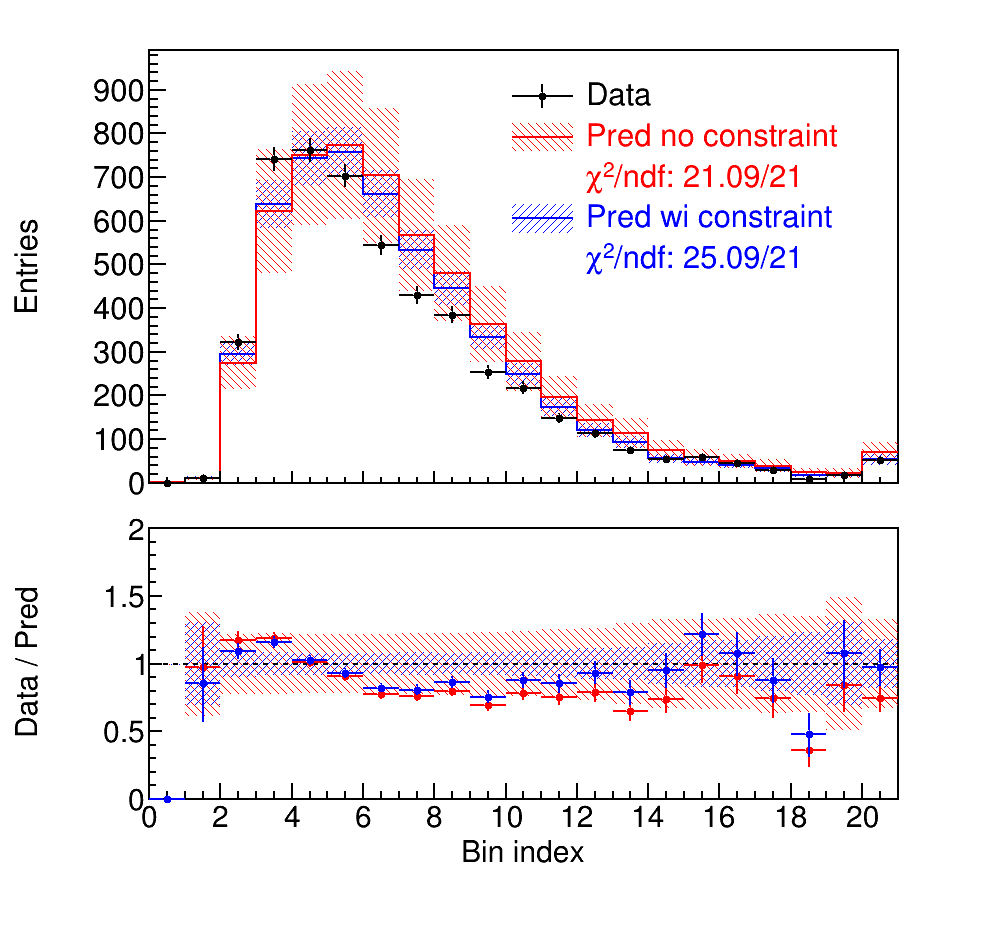 Entries
900
800
700
600
500
400
300
200
100
0
Data
Pred no constraint
χ²/ndf: 21.09/21
Pred wi constraint
χ²/ndf: 25.09/21
Data / Pred
2
1.5
1
0.5
0
0 2 4 6 8 10 12 14 16 18 20
Bin index